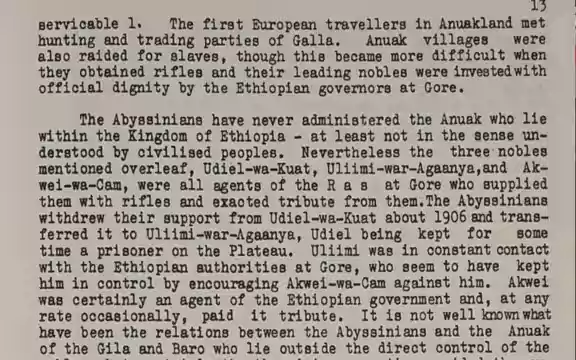 13
servicable 1. The first European travellers in Anuakland met
hunting and trading parties of Galla. Anuak villages were
also raided for slaves, though this became more difficult when
they obtained rifles and their leading nobles were invested with
official dignity by the Ethiopian governors at Gore.
The Abyssinians have never administered the Anuak who lie
within the Kingdom of Ethiopia - at least not in the sense un-
derstood by civilised peoples. Nevertheless the three nobles
mentioned overleaf, Udiel-wa-Kuat, Uliimi-war-Agaanya,and Ak-
wei-wa-Cam, were all agents of the R a s at Gore who supplied
them with rifles and exacted tribute from them.The Abyssinians
withdrew their support from Udiel-wa-Kuat about 1906 and trans-
ferred it to Uliimi-war-Agaanya, Udiel being kept for some
time a prisoner on the Plateau. Uliimi was in constant contact
with the Ethiopian authorities at Gore, who seem to have kept
him in control by encouraging Akwei-wa-Cam against him. Akwei
was certainly an agent of the Ethiopian government and, at any
rate occasionally, paid it tribute. It is not well known what
have been the relations between the Abyssinians and the Anuak
of the Gila and Baro who lie outside the direct control of the